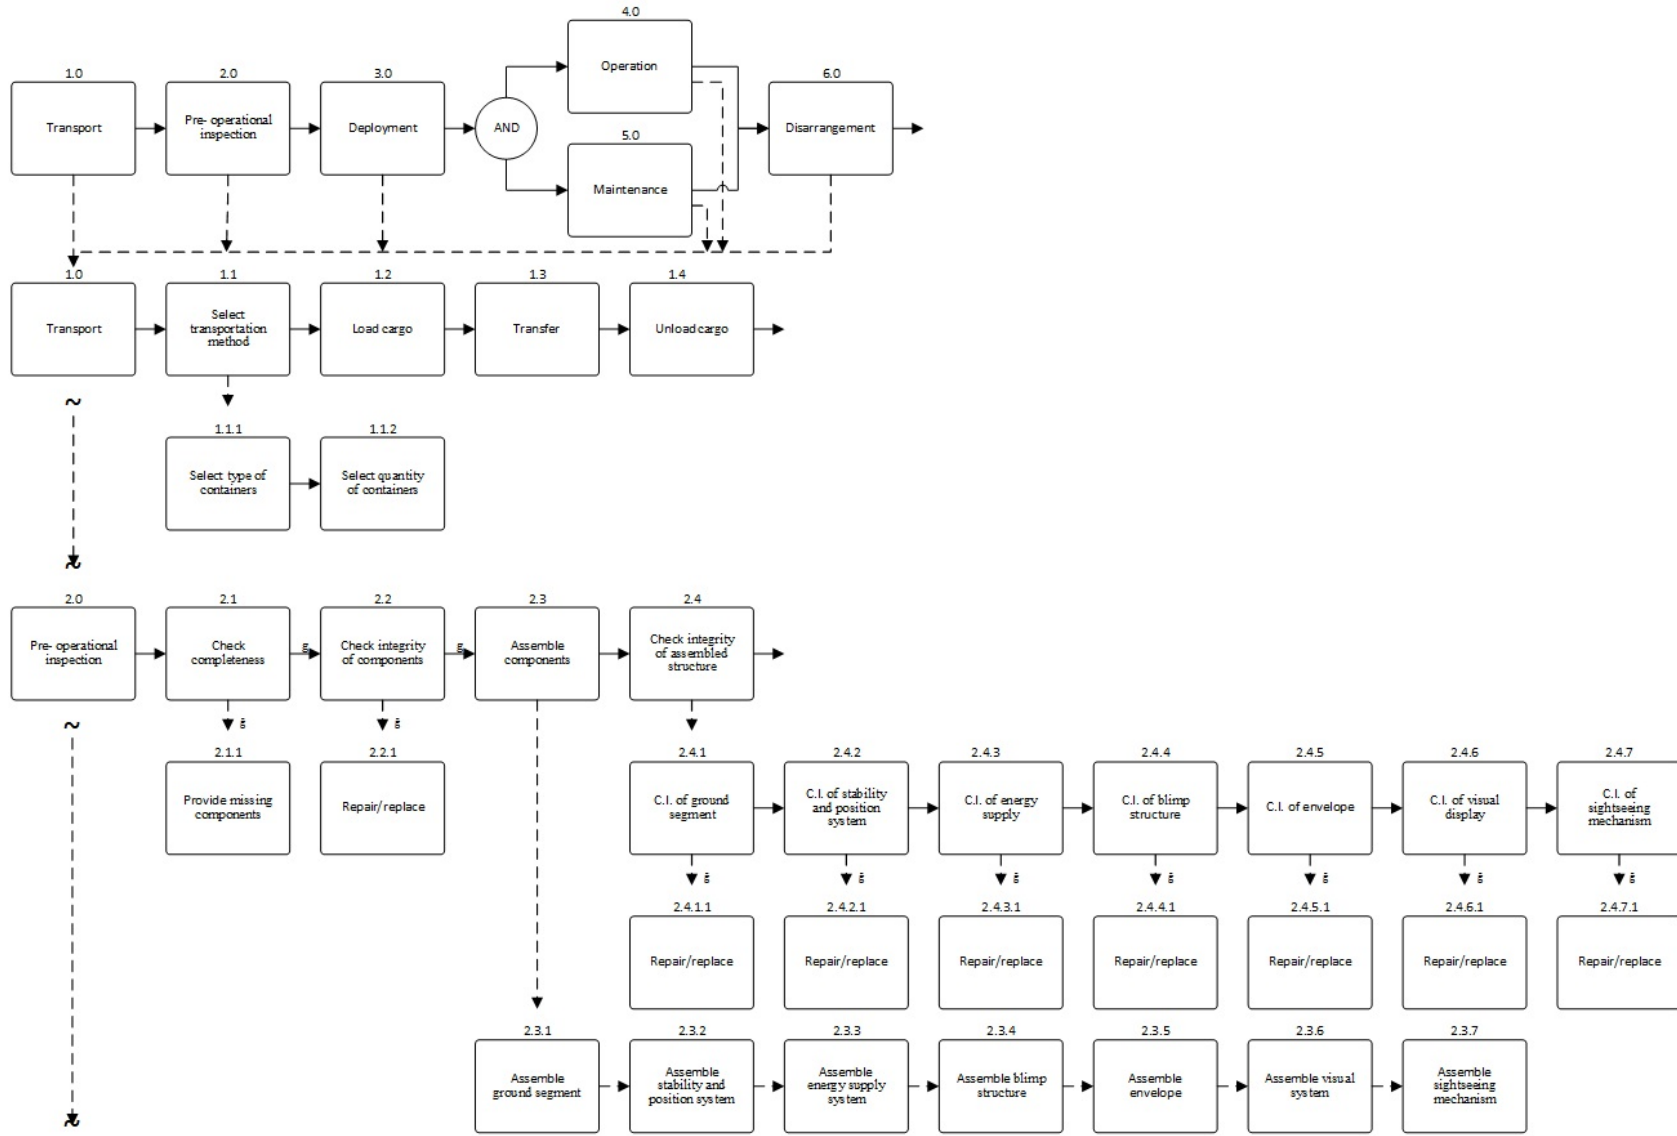 4.0
Operation
1.0
2.0
3.0
6.0
Transport
Pre- operational
inspection
Deployment
AND
Disarrangement
5.0
Maintenance
1.0
1.1
1.2
1.3
1.4
Transport
Select
transportation
method
Load cargo
Transfer
Unload cargo
1.1.1
1.1.2
Select type of
containers
Select quantity
of containers
2.0
2.1
2.2
2.3
2.4
Pre- operational
inspection
Check
completeness
g
Check integrity
of components
g
Assemble
components
Check integrity
of assembled
structure
2.1.1
2.2.1
2.4.1
2.4.2
2.4.3
2.4.4
2.4.5
2.4.6
2.4.7
Provide missing
components
Repair/replace
C.I. of ground
segment
C.I. of stability
and position
system
C.I. of energy
supply
C.I. of blimp
structure
C.I. of envelope
C.I. of visual
display
C.I. of
sightseeing
mechanism
2.4.1.1
2.4.2.1
2.4.3.1
2.4.4.1
2.4.5.1
2.4.6.1
2.4.7.1
Repair/replace
Repair/replace
Repair/replace
Repair/replace
Repair/replace
Repair/replace
Repair/replace
2.3.1
2.3.2
2.3.3
2.3.4
2.3.5
2.3.6
2.3.7
Assemble
ground segment
Assemble
stability and
position system
Assemble
energy supply
system
Assemble blimp
structure
Assemble
envelope
Assemble visual
system
Assemble
sightseeing
mechanism